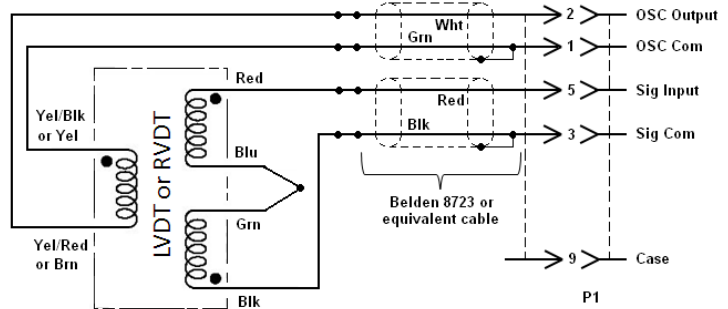 Wht
2
OSC Output
Grn
1
OSC Com
Red
5
Sig Input
Red
Yel/Blk
or Yel
Blk
3
Sig Com
LVDT or RVDT
Blu
Belden 8723 or
equivalent cable
Grn
Yel/Red
or Brn
9
Case
Blk
P1